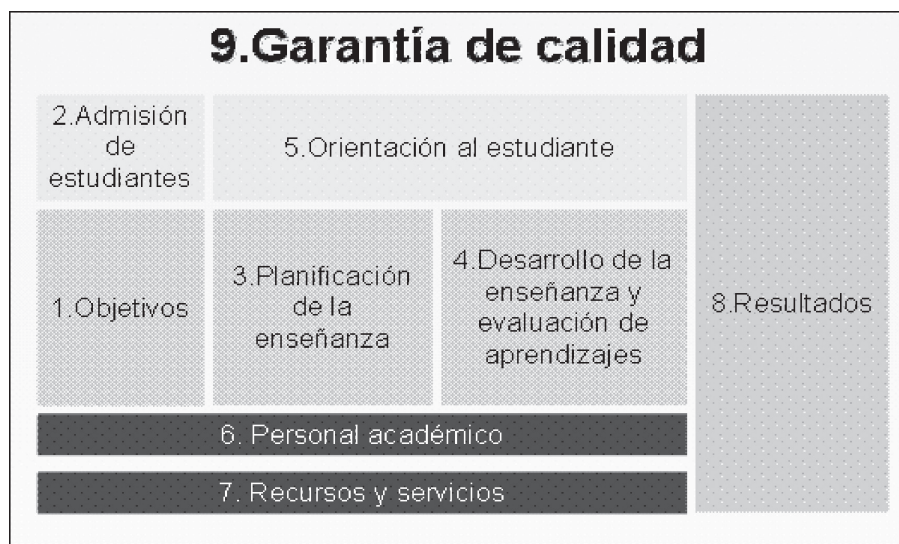 9.Garantía de calidad
2.Admisión
de
estudiantes
5.Orientación al estudiante
1.Objetivos
3.Planificación
de la
enseñanza
4.Desarrollo de la
enseñanza y
evaluación de
aprendizajes
8.Resultados
6. Personal académico
7. Recursos y servicios